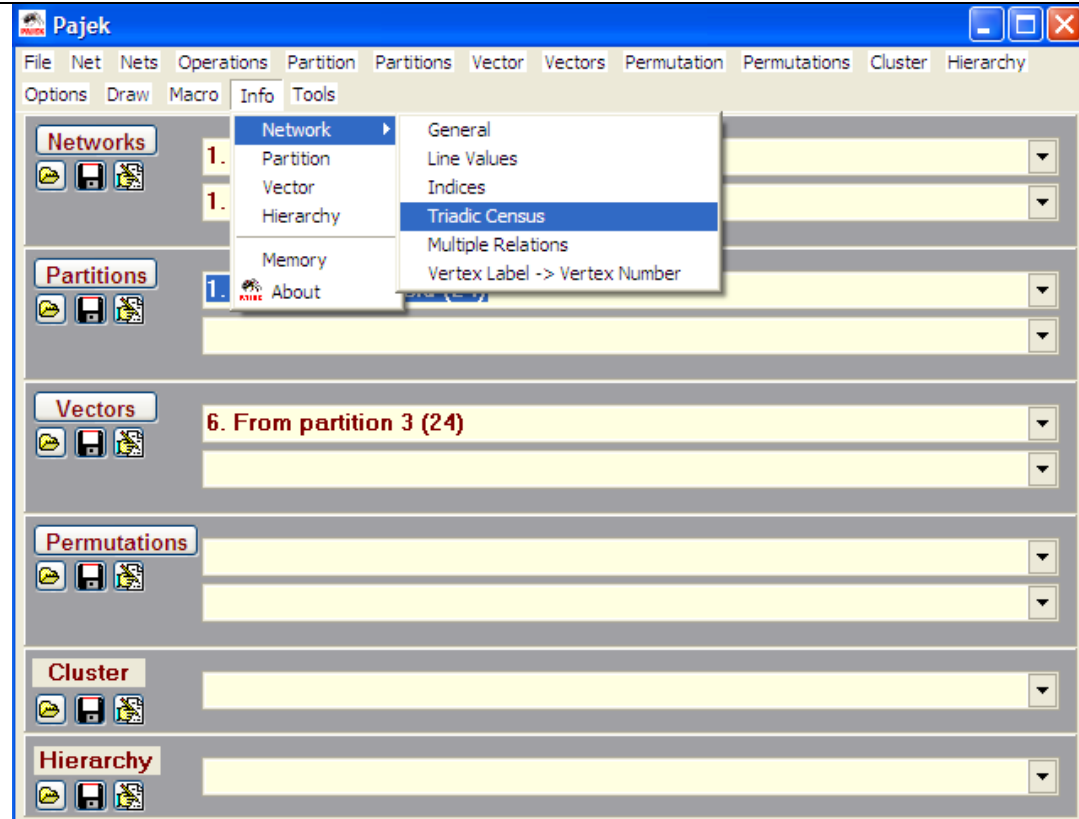 Pajek
File Net Nets Operations Partition Partitions Vector Vectors Permutation Permutations Cluster Hierarchy
Options Draw Macro Info Tools
Network General
Partition Line Values
Vector Indices
Hierarchy Triadic Census
Multiple Relations
Memory Vertex Label -> Vertex Number
About
Networks
1.
1.
Partitions
1.
Vectors
6. From partition 3 (24)
Permutations
Cluster
Hierarchy